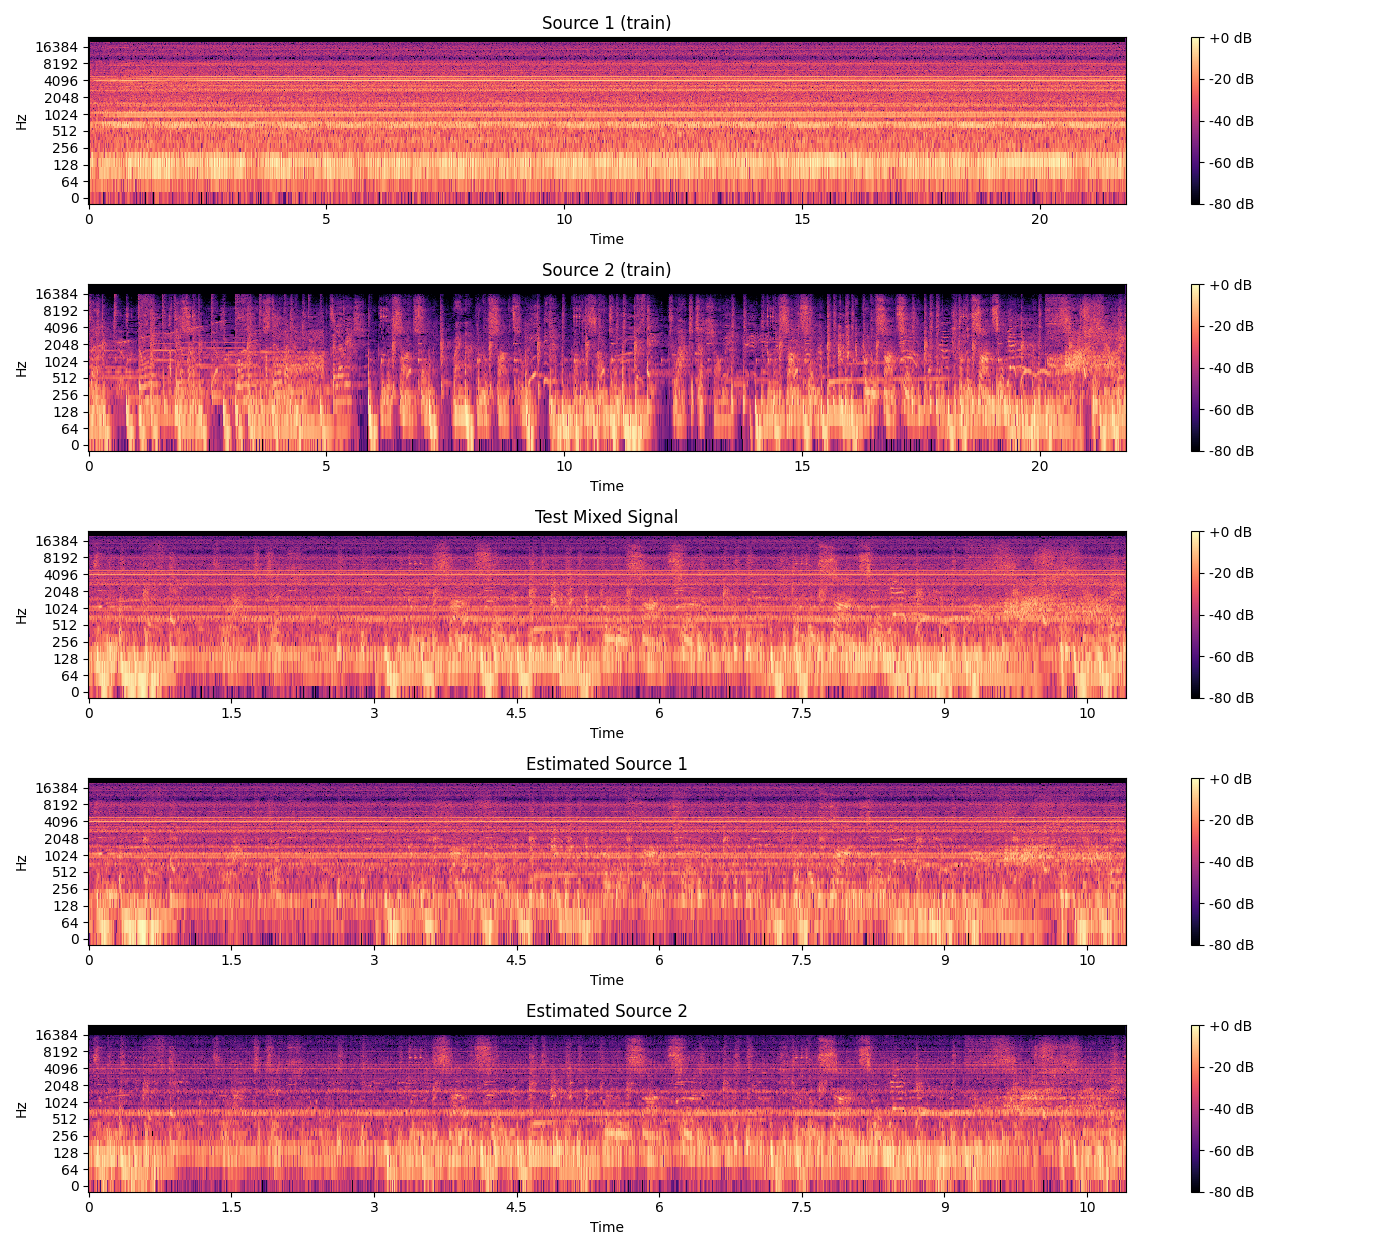 Source 1 (train)
16384
8192
4096
2048
1024
512
256
128
64
0
Hz
0 5 10 15 20
Time
+0 dB
-20 dB
-40 dB
-60 dB
-80 dB
Source 2 (train)
16384
8192
4096
2048
1024
512
256
128
64
0
Hz
0 5 10 15 20
Time
+0 dB
-20 dB
-40 dB
-60 dB
-80 dB
Test Mixed Signal
16384
8192
4096
2048
1024
512
256
128
64
0
Hz
0 1.5 3 4.5 6 7.5 9 10
Time
+0 dB
-20 dB
-40 dB
-60 dB
-80 dB
Estimated Source 1
16384
8192
4096
2048
1024
512
256
128
64
0
Hz
0 1.5 3 4.5 6 7.5 9 10
Time
+0 dB
-20 dB
-40 dB
-60 dB
-80 dB
Estimated Source 2
16384
8192
4096
2048
1024
512
256
128
64
0
Hz
0 1.5 3 4.5 6 7.5 9 10
Time
+0 dB
-20 dB
-40 dB
-60 dB
-80 dB